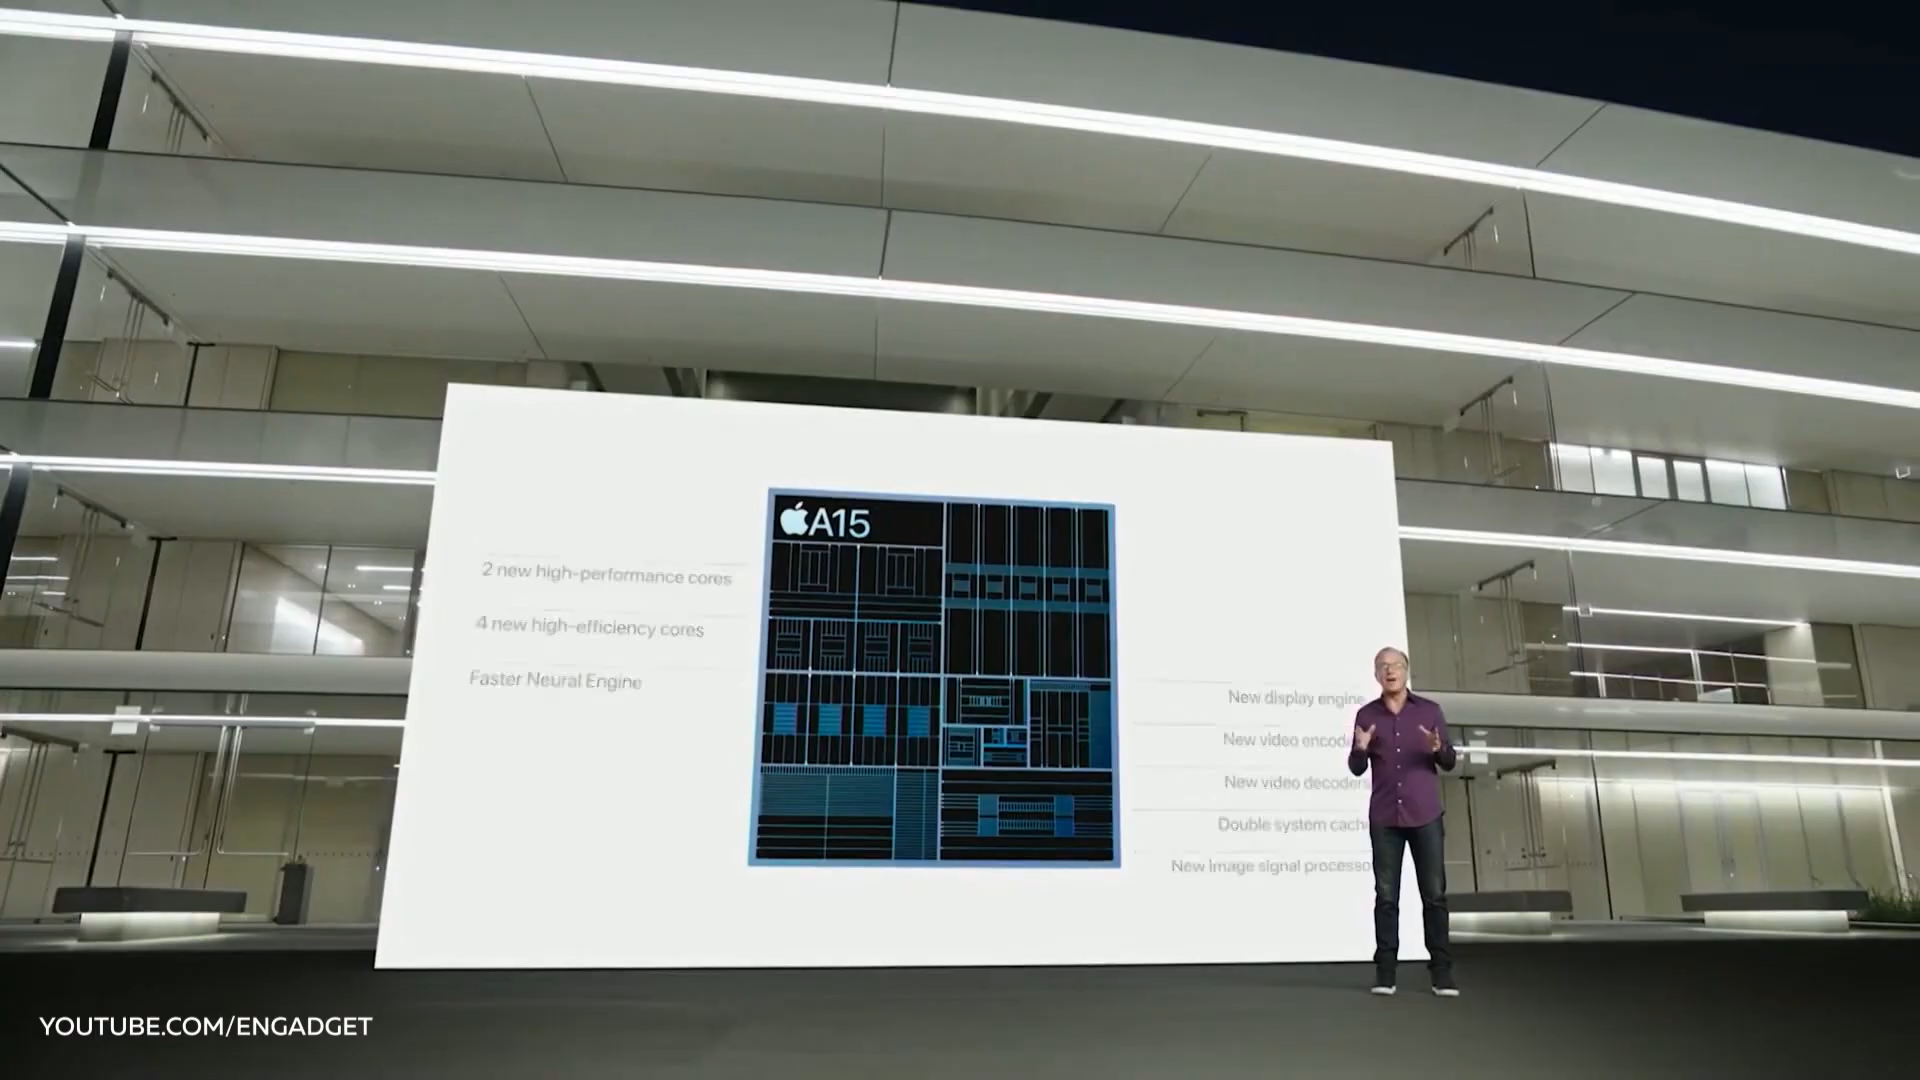 A15
2 new high-performance cores
4 new high-efficiency cores
Faster Neural Engine
New display engine
New video
New video decoders
Double system
New image signal
YOUTUBE.COM/ENGADGET